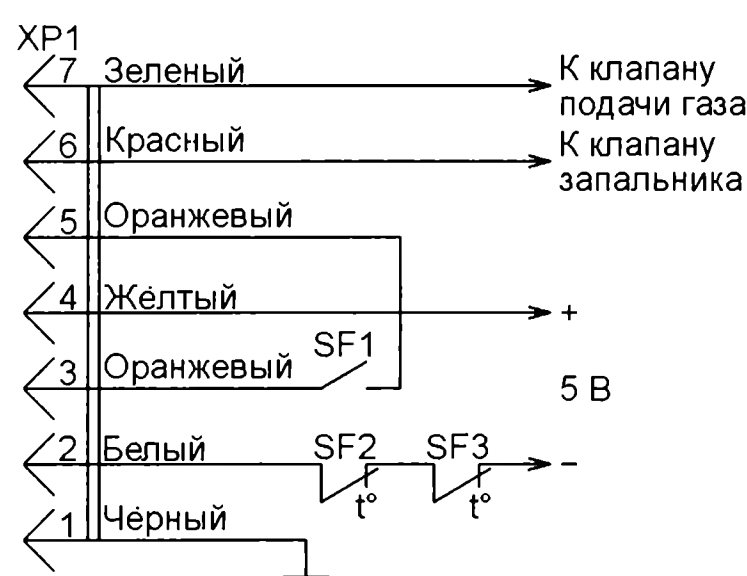 XP1
7 Зеленый
К клапану
подачи газа
6 Красный
К клапану
запальника
5 Оранжевый
4 Жёлтый
+
3 Оранжевый SF1
5 В
2 Белый SF2 SF3 –
t° t°
1 Чёрный